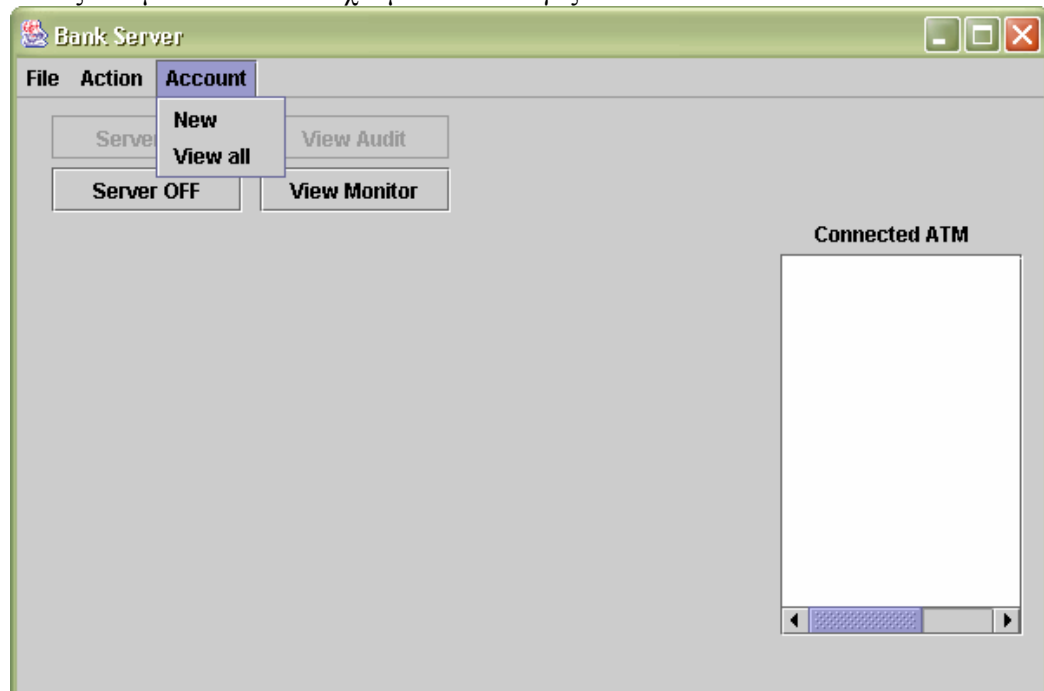 Bank Server
File Action Account
New
View all
Server
View Audit
Server OFF
View Monitor
Connected ATM